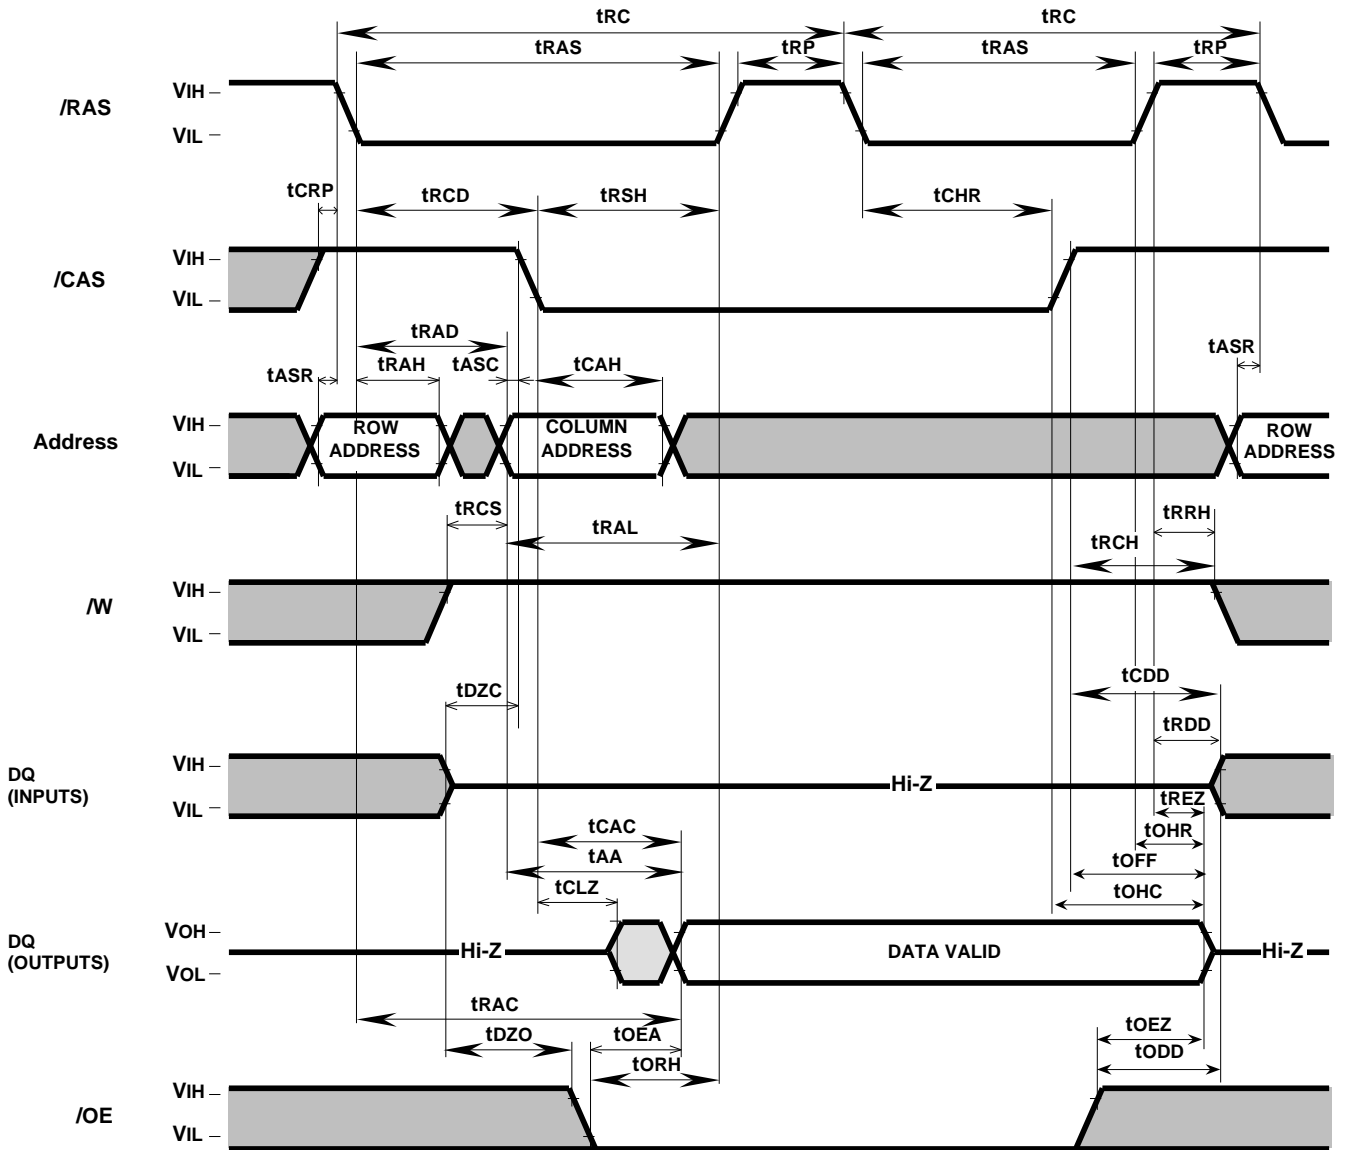 tRC tRC
tRAS tRP tRAS tRP
/RAS VIH
VIL
tCRP tRCD tRSH tCHR
/CAS VIH
VIL
tRAD
tASR tRAH tASC tCAH tASR
Address VIH
VIL
ROW
ADDRESS
COLUMN
ADDRESS
ROW
ADDRESS
tRCS tRAL tRRH
tRCH
/W VIH
VIL
tDZC tCDD
tRDD
DQ
(INPUTS)
VIH
VIL
Hi-Z
tREZ
tCAC tOHR
tAA tOFF
tCLZ tOHC
DQ
(OUTPUTS)
VOH
VOL
Hi-Z DATA VALID Hi-Z
tRAC
tDZO tOEA tOEZ
tORH tODD
/OE VIH
VIL